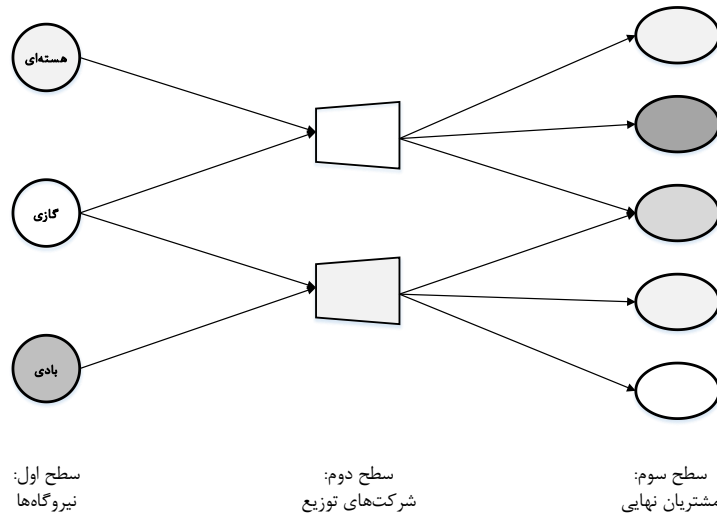 هسته‌ای
گازی
بادی
سطح اول:
نیروگاه‌ها
سطح دوم:
شرکت‌های توزیع
سطح سوم:
مشتریان نهایی